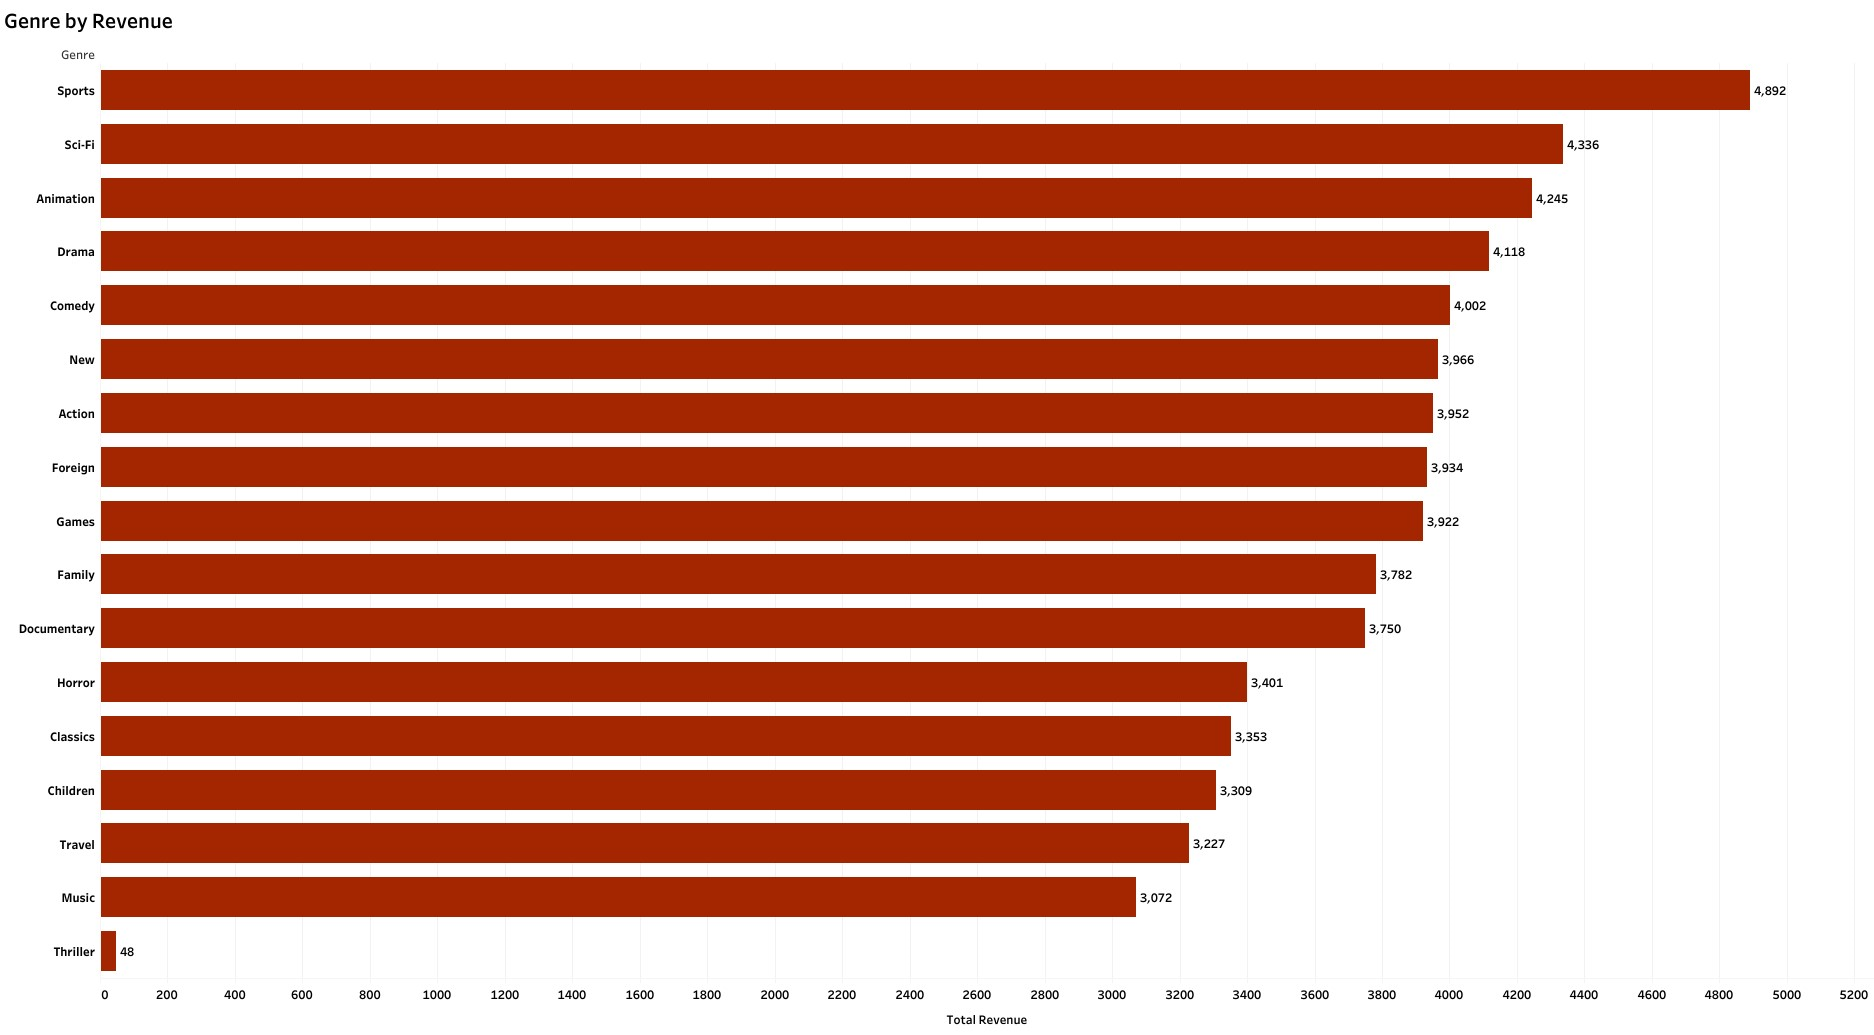 Genre by Revenue
Genre
Sports 4,892
Sci-Fi 4,336
Animation 4,245
Drama 4,118
Comedy 4,002
New 3,966
Action 3,952
Foreign 3,934
Games 3,922
Family 3,782
Documentary 3,750
Horror 3,401
Classics 3,353
Children 3,309
Travel 3,227
Music 3,072
Thriller 48
0 200 400 600 800 1000 1200 1400 1600 1800 2000 2200 2400 2600 2800 3000 3200 3400 3600 3800 4000 4200 4400 4600 4800 5000 5200
Total Revenue